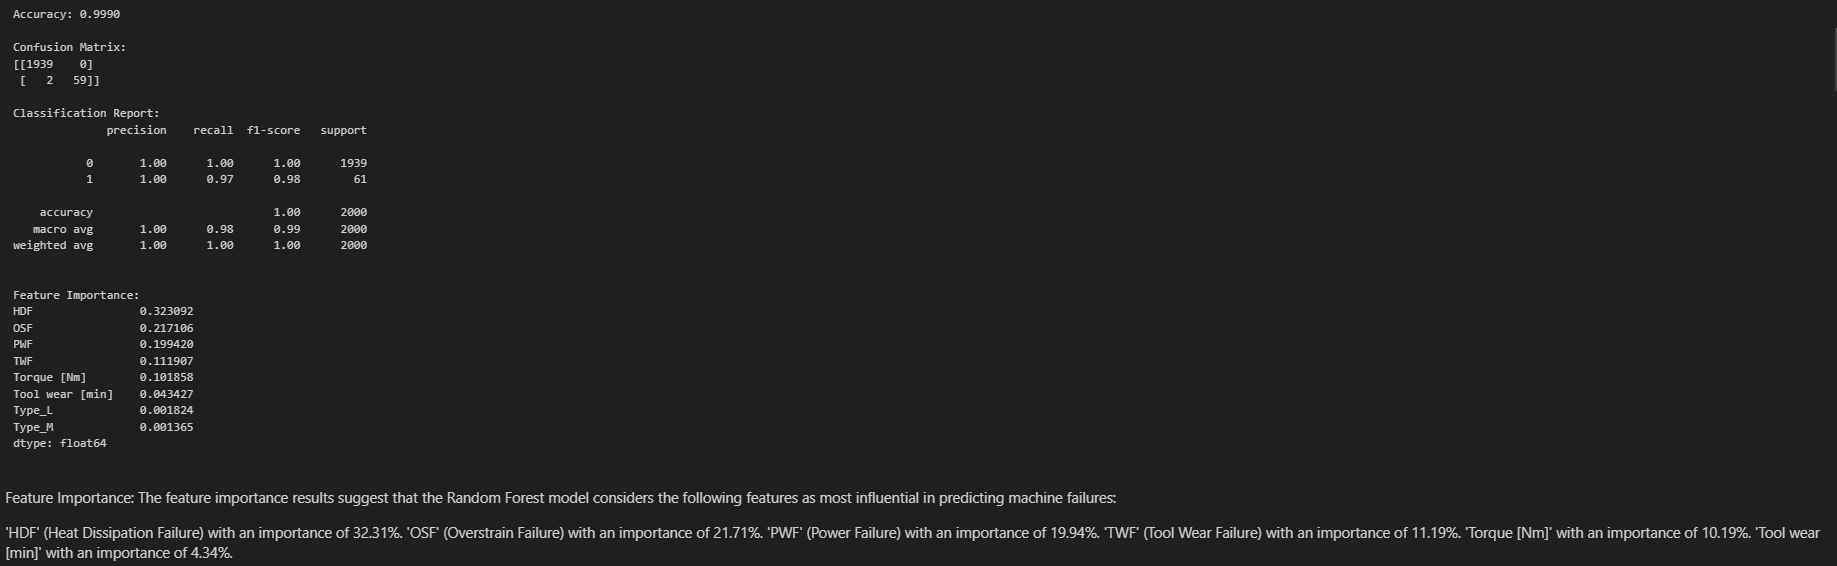 Accuracy: 0.9990
Confusion Matrix:
[[1939    0]
 [   2   59]]
Classification Report:
              precision    recall  f1-score   support
           0       1.00      1.00      1.00      1939
           1       1.00      0.97      0.98        61
    accuracy                           1.00      2000
   macro avg       1.00      0.98      0.99      2000
weighted avg       1.00      1.00      1.00      2000
Feature Importance:
HDF                0.323092
OSF                0.217106
PWF                0.199420
TWF                0.111907
Torque [Nm]        0.101858
Tool wear [min]    0.043427
Type_L             0.001824
Type_M             0.001365
dtype: float64
Feature Importance: The feature importance results suggest that the Random Forest model considers the following features as most influential in predicting machine failures:
'HDF' (Heat Dissipation Failure) with an importance of 32.31%. 'OSF' (Overstrain Failure) with an importance of 21.71%. 'PWF' (Power Failure) with an importance of 19.94%. 'TWF' (Tool Wear Failure) with an importance of 11.19%. 'Torque [Nm]' with an importance of 10.19%. 'Tool wear
[min]' with an importance of 4.34%.